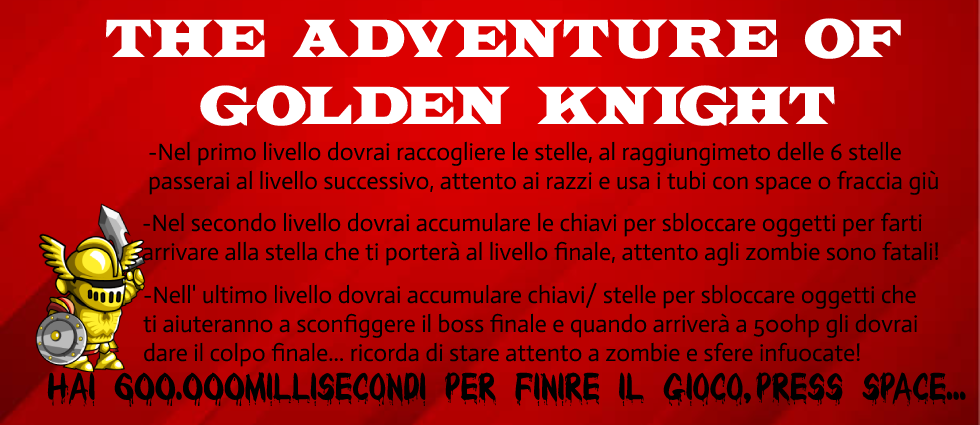 THE ADVENTURE OF
GOLDEN KNIGHT
-Nel primo livello dovrai raccogliere le stelle, al raggiungimeto delle 6 stelle
passerai al livello successivo, attento ai razzi e usa i tubi con space o fraccia giù
-Nel secondo livello dovrai accumulare le chiavi per sbloccare oggetti per farti
arrivare alla stella che ti porterà al livello finale, attento agli zombie sono fatali!
-Nell' ultimo livello dovrai accumulare chiavi/ stelle per sbloccare oggetti che
ti aiuteranno a sconfiggere il boss finale e quando arriverà a 500hp gli dovrai
dare il colpo finale... ricorda di stare attento a zombie e sfere infuocate!
HAI 600.000MILLISECONDI PER FINIRE IL GIOCO,PRESS SPACE...